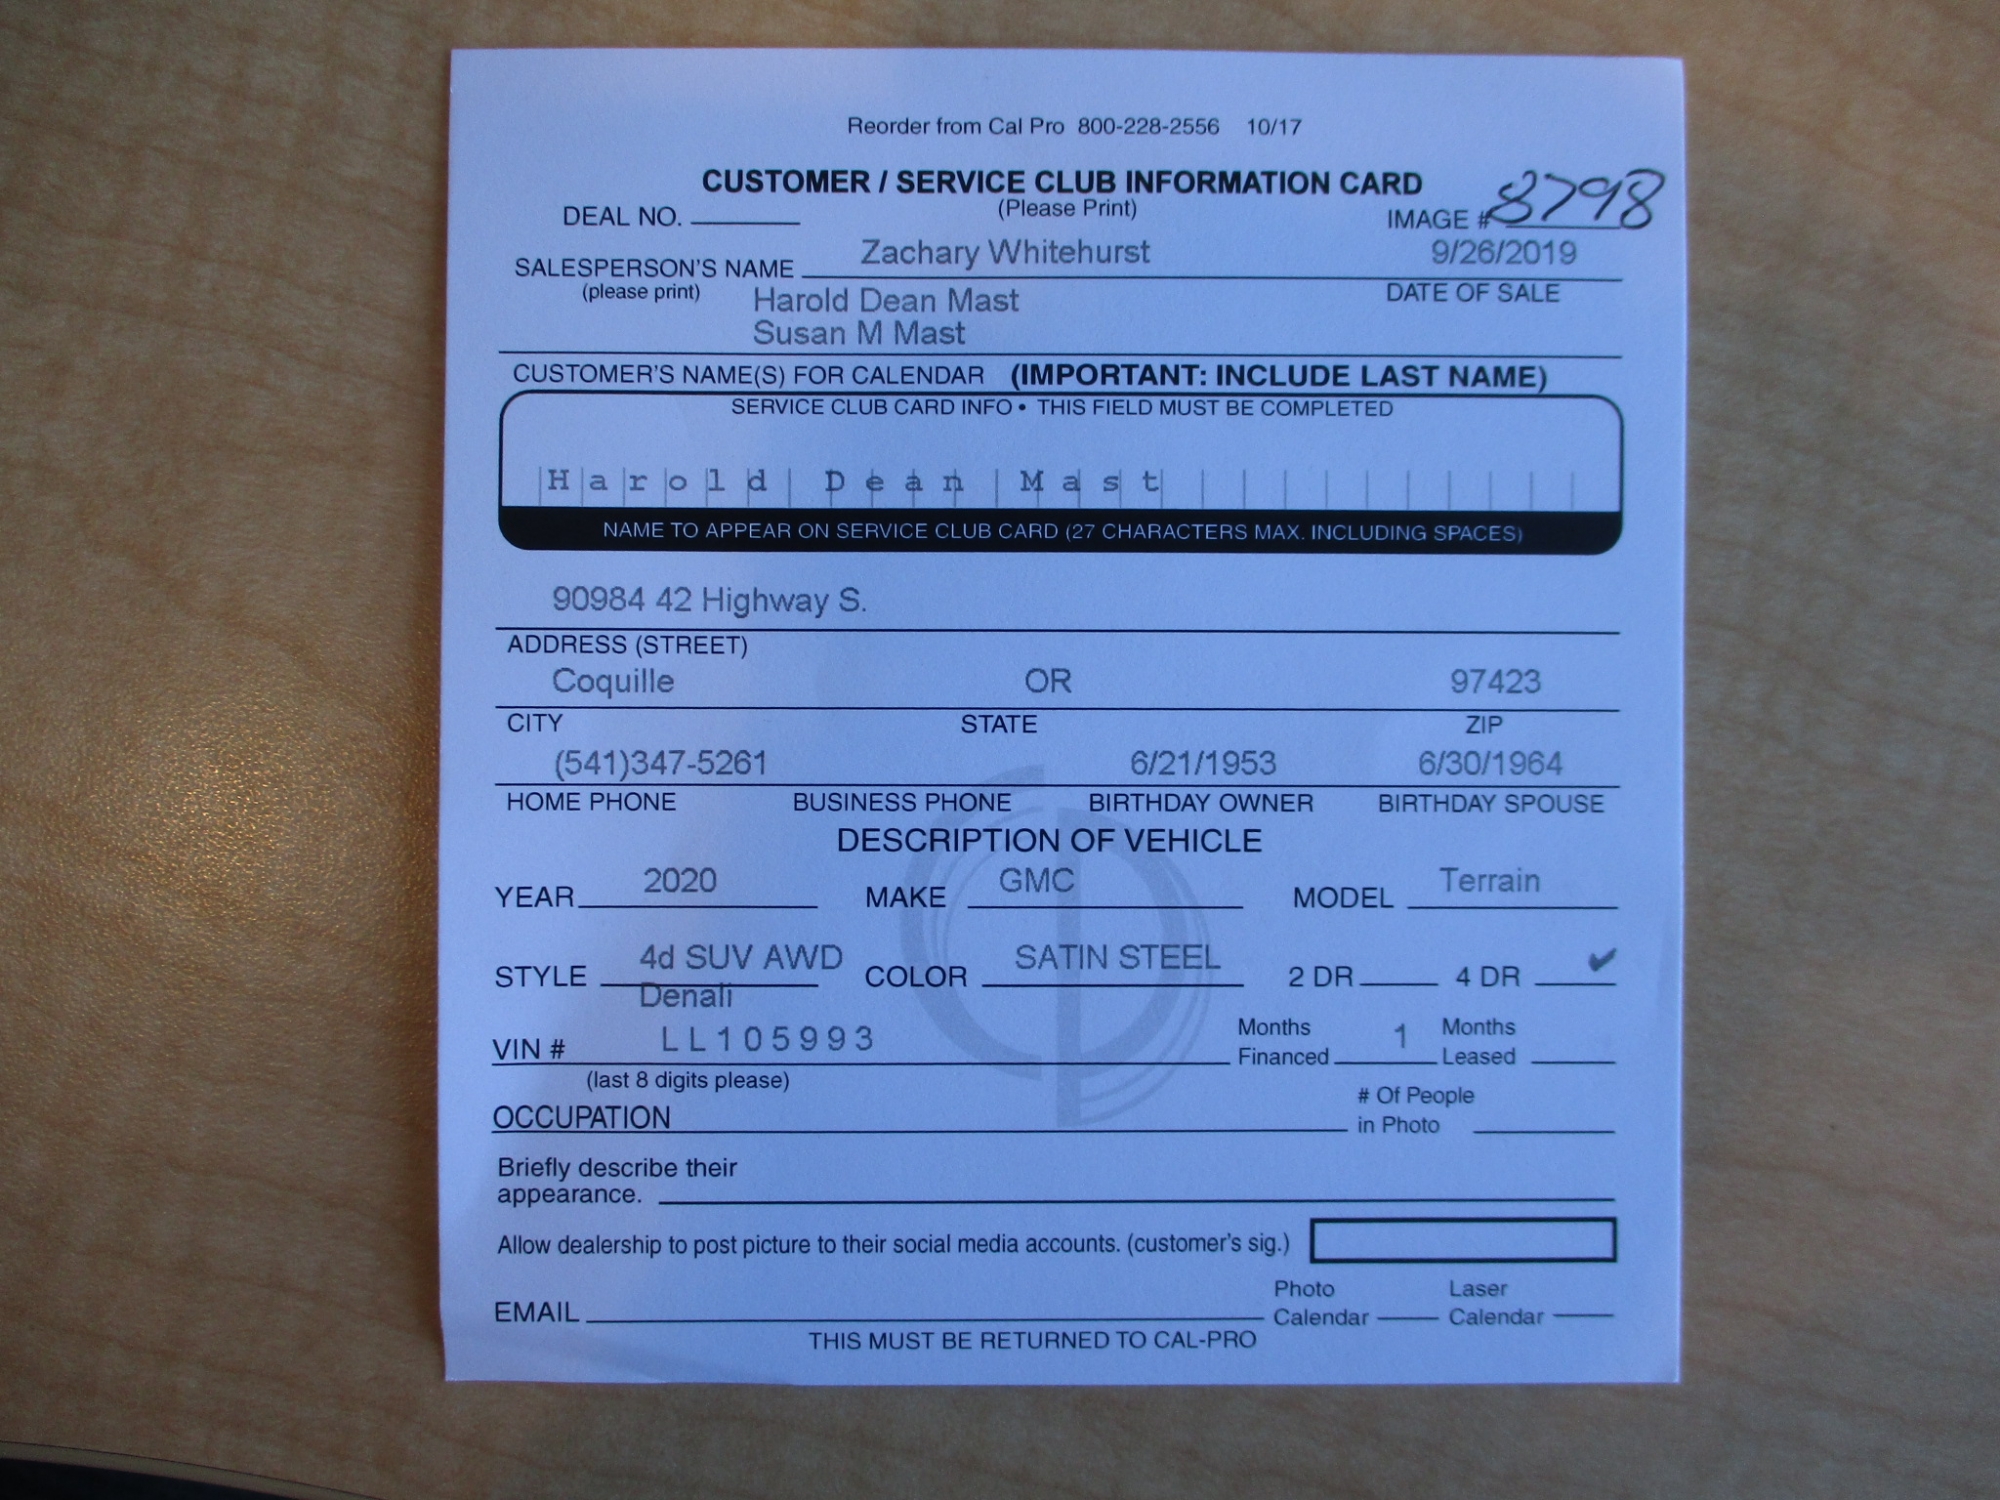 Reorder from Cal Pro 800-228-2556 10/17
CUSTOMER / SERVICE CLUB INFORMATION CARD
(Please Print)
DEAL NO. IMAGE # 8798
SALESPERSON'S NAME Zachary Whitehurst 9/26/2019
(please print) DATE OF SALE
Harold Dean Mast
Susan M Mast
CUSTOMER'S NAME(S) FOR CALENDAR (IMPORTANT: INCLUDE LAST NAME)
SERVICE CLUB CARD INFO • THIS FIELD MUST BE COMPLETED
Harold Dean Mast
NAME TO APPEAR ON SERVICE CLUB CARD (27 CHARACTERS MAX. INCLUDING SPACES)
90984 42 Highway S.
ADDRESS (STREET)
Coquille OR 97423
CITY STATE ZIP
(541)347-5261 6/21/1953 6/30/1964
HOME PHONE BUSINESS PHONE BIRTHDAY OWNER BIRTHDAY SPOUSE
DESCRIPTION OF VEHICLE
YEAR 2020 MAKE GMC MODEL Terrain
STYLE 4d SUV AWD COLOR SATIN STEEL 2 DR 4 DR ✔
Denali
VIN # LL105993 Months Financed 1 Months Leased
(last 8 digits please)
OCCUPATION # Of People in Photo
Briefly describe their
appearance.
Allow dealership to post picture to their social media accounts. (customer's sig.)
EMAIL Photo Calendar Laser Calendar
THIS MUST BE RETURNED TO CAL-PRO